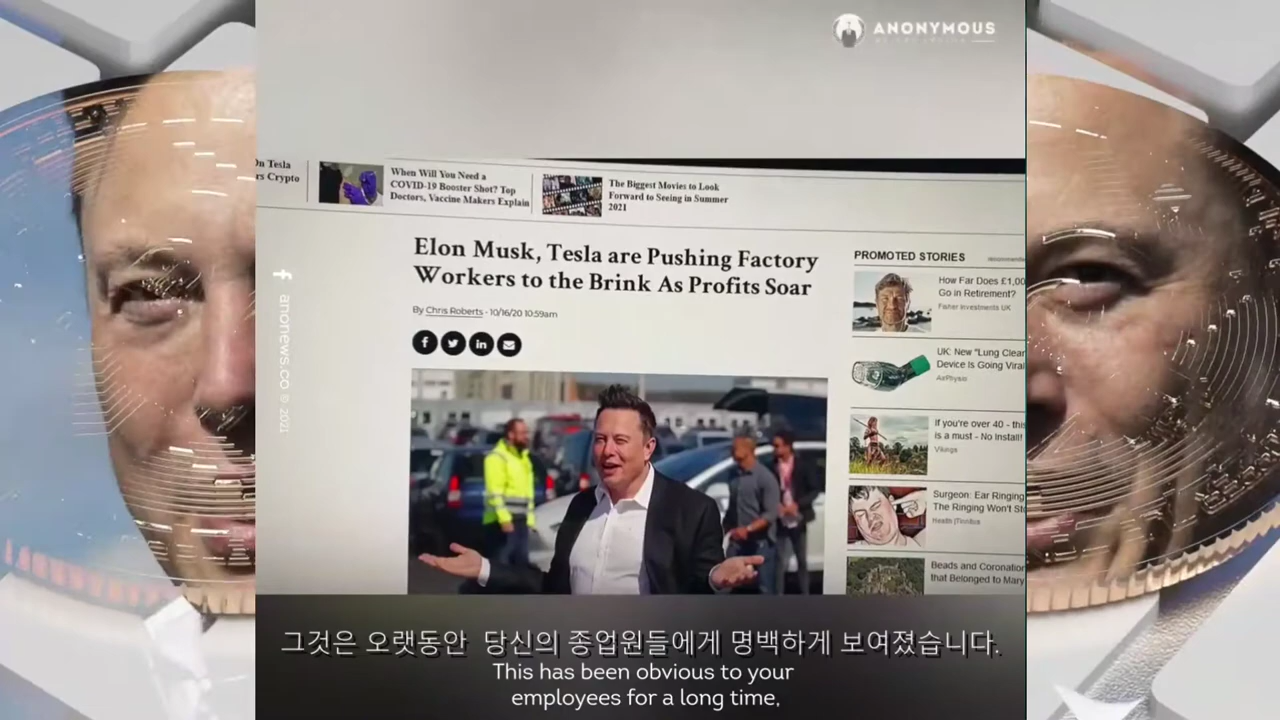 ANONYMOUS
On Tesla
rs Crypto
When Will You Need a
COVID-19 Booster Shot? Top
Doctors, Vaccine Makers Explain
The Biggest Movies to Look
Forward to Seeing in Summer
2021
Elon Musk, Tesla are Pushing Factory
Workers to the Brink As Profits Soar
By Chris Roberts - 10/16/20 10:59am
PROMOTED STORIES
How Far Does £1,00
Go in Retirement?
Fisher Investments UK
UK: New "Lung Clear
Device Is Going Viral
AirPhysio
If you're over 40 - this
is a must - No Install!
Vikings
Surgeon: Ear Ringing
The Ringing Won't Sto
Health | Tinnitus
Beads and Coronation
that Belonged to Mary
anonews.co © 2021
그것은 오랫동안 당신의 종업원들에게 명백하게 보여졌습니다.
This has been obvious to your
employees for a long time,